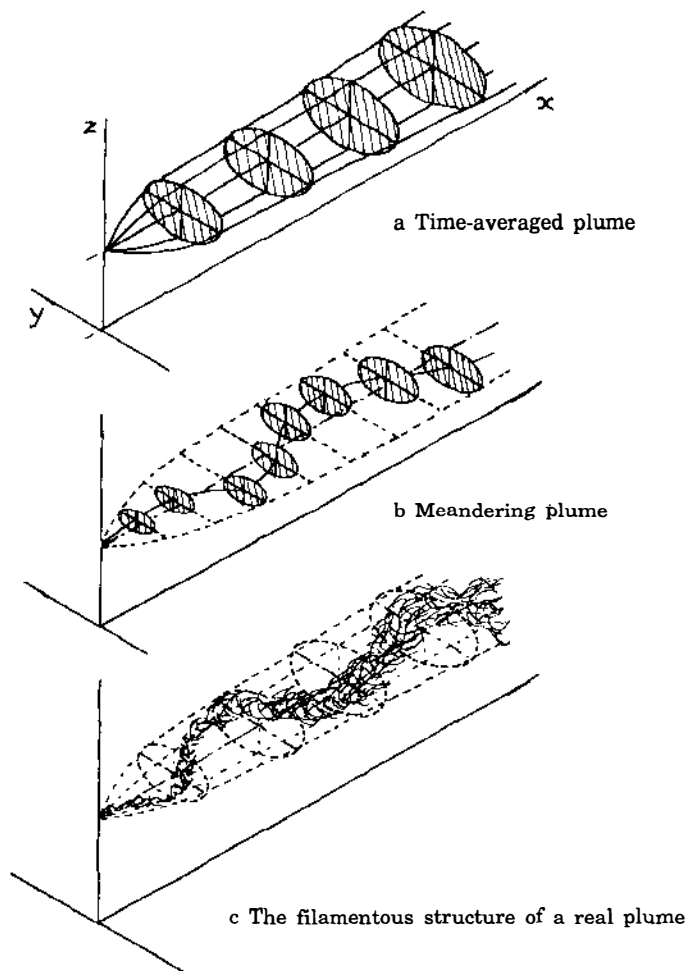 z
x
a Time-averaged plume
y
b Meandering plume
c The filamentous structure of a real plume